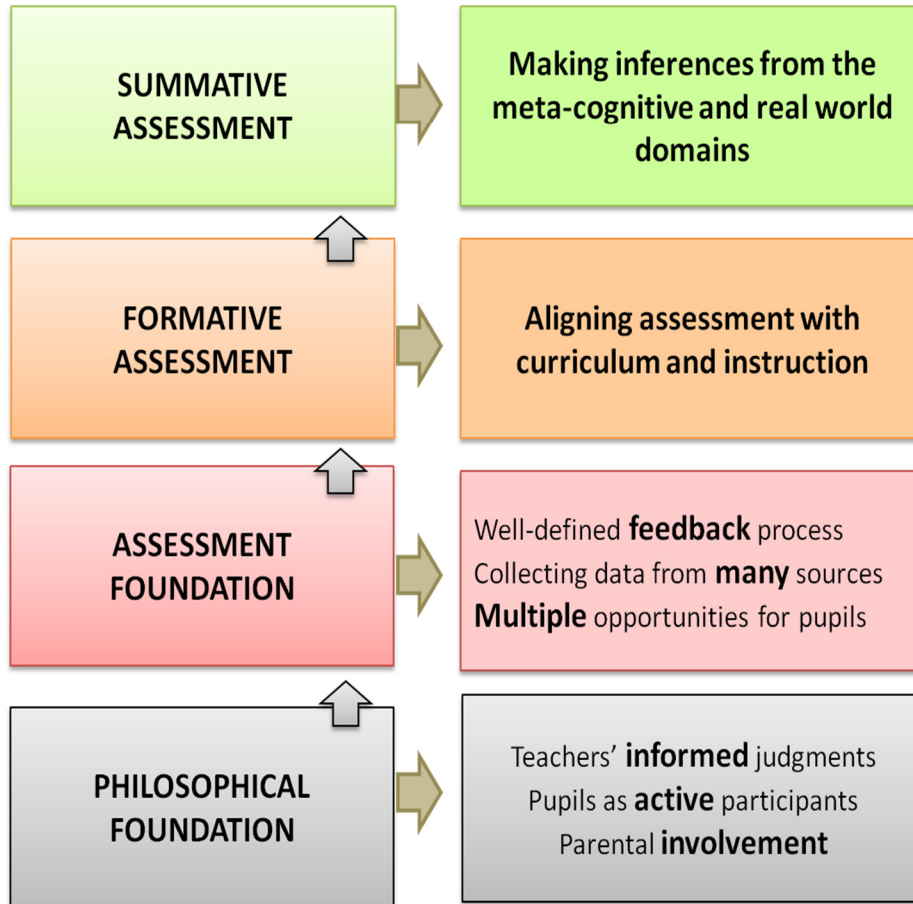 SUMMATIVE
ASSESSMENT
Making inferences from the
meta-cognitive and real world
domains
FORMATIVE
ASSESSMENT
Aligning assessment with
curriculum and instruction
ASSESSMENT
FOUNDATION
Well-defined feedback process
Collecting data from many sources
Multiple opportunities for pupils
PHILOSOPHICAL
FOUNDATION
Teachers’ informed judgments
Pupils as active participants
Parental involvement